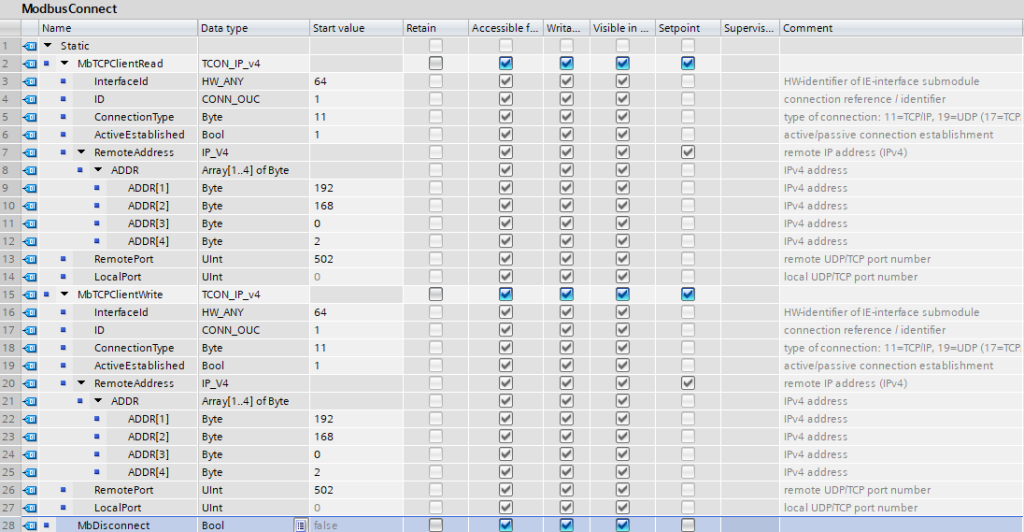 ModbusConnect
Name Data type Start value Retain Accessible f... Writa... Visible in ... Setpoint Supervis... Comment
1 Static
2 MbTCPClientRead TCON_IP_v4
3 InterfaceId HW_ANY 64 HW-identifier of IE-interface submodule
4 ID CONN_OUC 1 connection reference / identifier
5 ConnectionType Byte 11 type of connection: 11=TCP/IP, 19=UDP (17=TCP.
6 ActiveEstablished Bool 1 active/passive connection establishment
7 RemoteAddress IP_V4 remote IP address (IPv4)
8 ADDR Array[1..4] of Byte IPv4 address
9 ADDR[1] Byte 192 IPv4 address
10 ADDR[2] Byte 168 IPv4 address
11 ADDR[3] Byte 0 IPv4 address
12 ADDR[4] Byte 2 IPv4 address
13 RemotePort UInt 502 remote UDP/TCP port number
14 LocalPort UInt 0 local UDP/TCP port number
15 MbTCPClientWrite TCON_IP_v4
16 InterfaceId HW_ANY 64 HW-identifier of IE-interface submodule
17 ID CONN_OUC 1 connection reference / identifier
18 ConnectionType Byte 11 type of connection: 11=TCP/IP, 19=UDP (17=TCP.
19 ActiveEstablished Bool 1 active/passive connection establishment
20 RemoteAddress IP_V4 remote IP address (IPv4)
21 ADDR Array[1..4] of Byte IPv4 address
22 ADDR[1] Byte 192 IPv4 address
23 ADDR[2] Byte 168 IPv4 address
24 ADDR[3] Byte 0 IPv4 address
25 ADDR[4] Byte 2 IPv4 address
26 RemotePort UInt 502 remote UDP/TCP port number
27 LocalPort UInt 0 local UDP/TCP port number
28 MbDisconnect Bool false